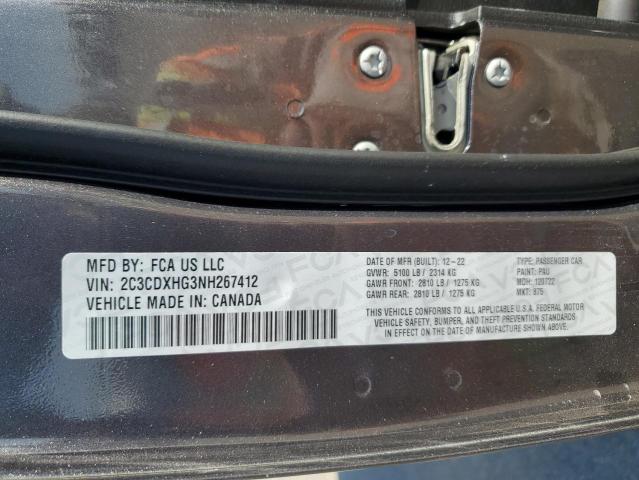 MFD BY: FCA US LLC
VIN: 2C3CDXHG3NH267412
VEHICLE MADE IN: CANADA
DATE OF MFR (BUILT): 12-22
GVWR: 5100 LB / 2314 KG
GAWR FRONT: 2810 LB / 1275 KG
GAWR REAR: 2810 LB / 1275 KG
TYPE: PASSENGER CAR
PAINT: PAU
MDH: 120722
MKT: 875
THIS VEHICLE CONFORMS TO ALL APPLICABLE U.S.A. FEDERAL MOTOR
VEHICLE SAFETY, BUMPER, AND THEFT PREVENTION STANDARDS
IN EFFECT ON THE DATE OF MANUFACTURE SHOWN ABOVE.